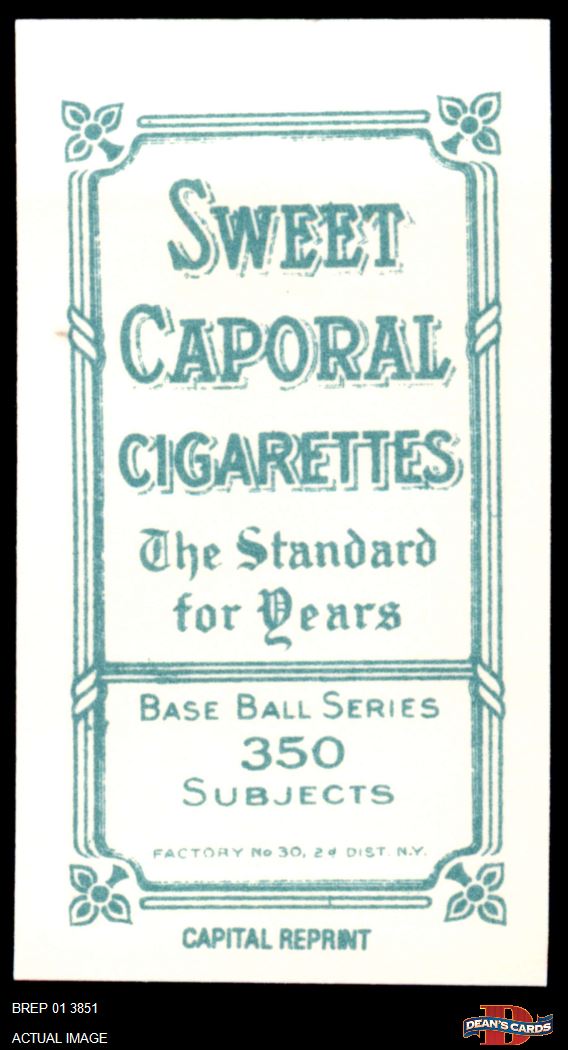 SWEET
CAPORAL
CIGARETTES
The Standard
for Years
BASE BALL SERIES
350
SUBJECTS
FACTORY No 30, 2d DIST. N.Y.
CAPITAL REPRINT
BREP 01 3851
ACTUAL IMAGE
D
DEAN'S CARDS